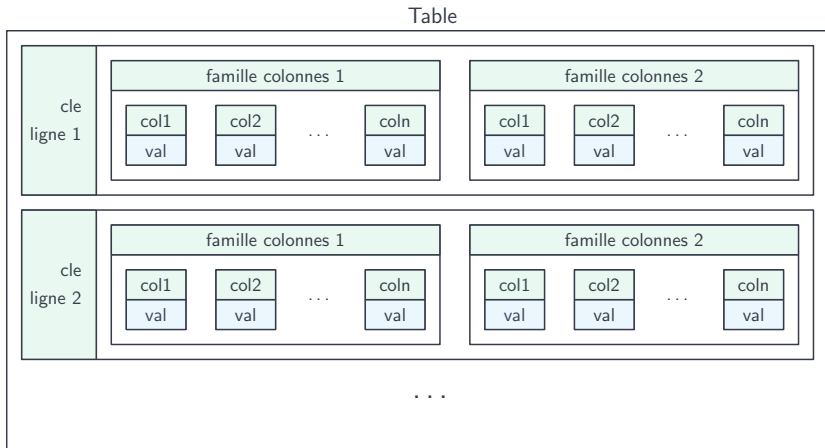 Table
cle
ligne 1
famille colonnes 1
famille colonnes 2
col1 col2 ... coln
val val val
col1 col2 ... coln
val val val
cle
ligne 2
famille colonnes 1
famille colonnes 2
col1 col2 ... coln
val val val
col1 col2 ... coln
val val val
...